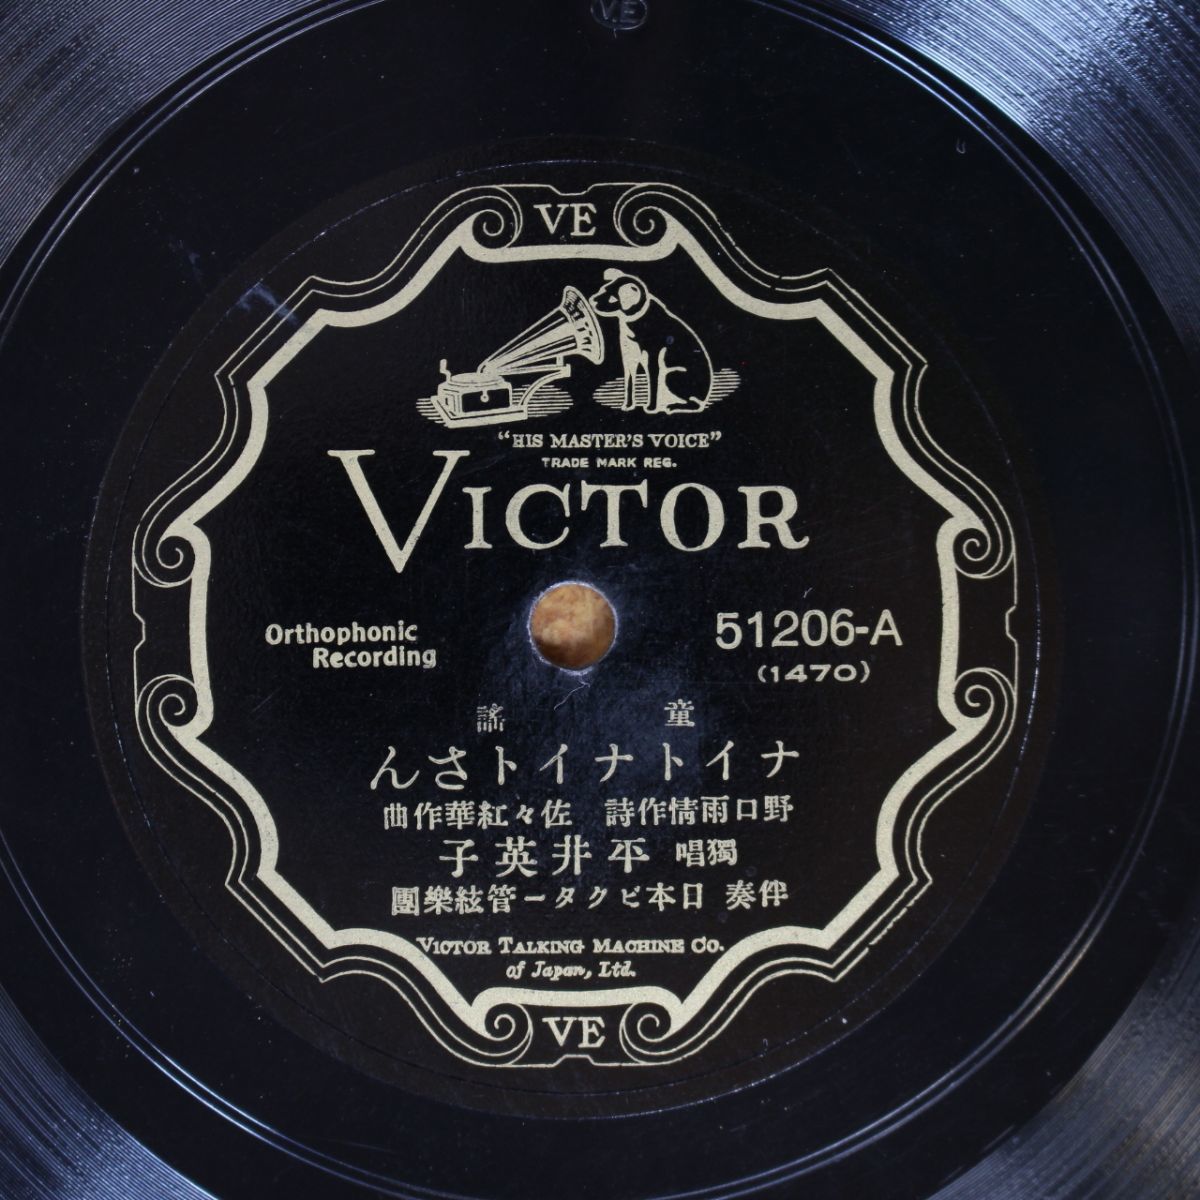 VE
VE
"HIS MASTER'S VOICE"
TRADE MARK REG.
VICTOR
Orthophonic
Recording
51206-A
(1470)
童謠
ナイトナイトさん
野口雨情作詩 佐々紅華作曲
獨唱 平井英子
伴奏 日本ビクター管絃樂團
VICTOR TALKING MACHINE CO.
of Japan, Ltd.
VE